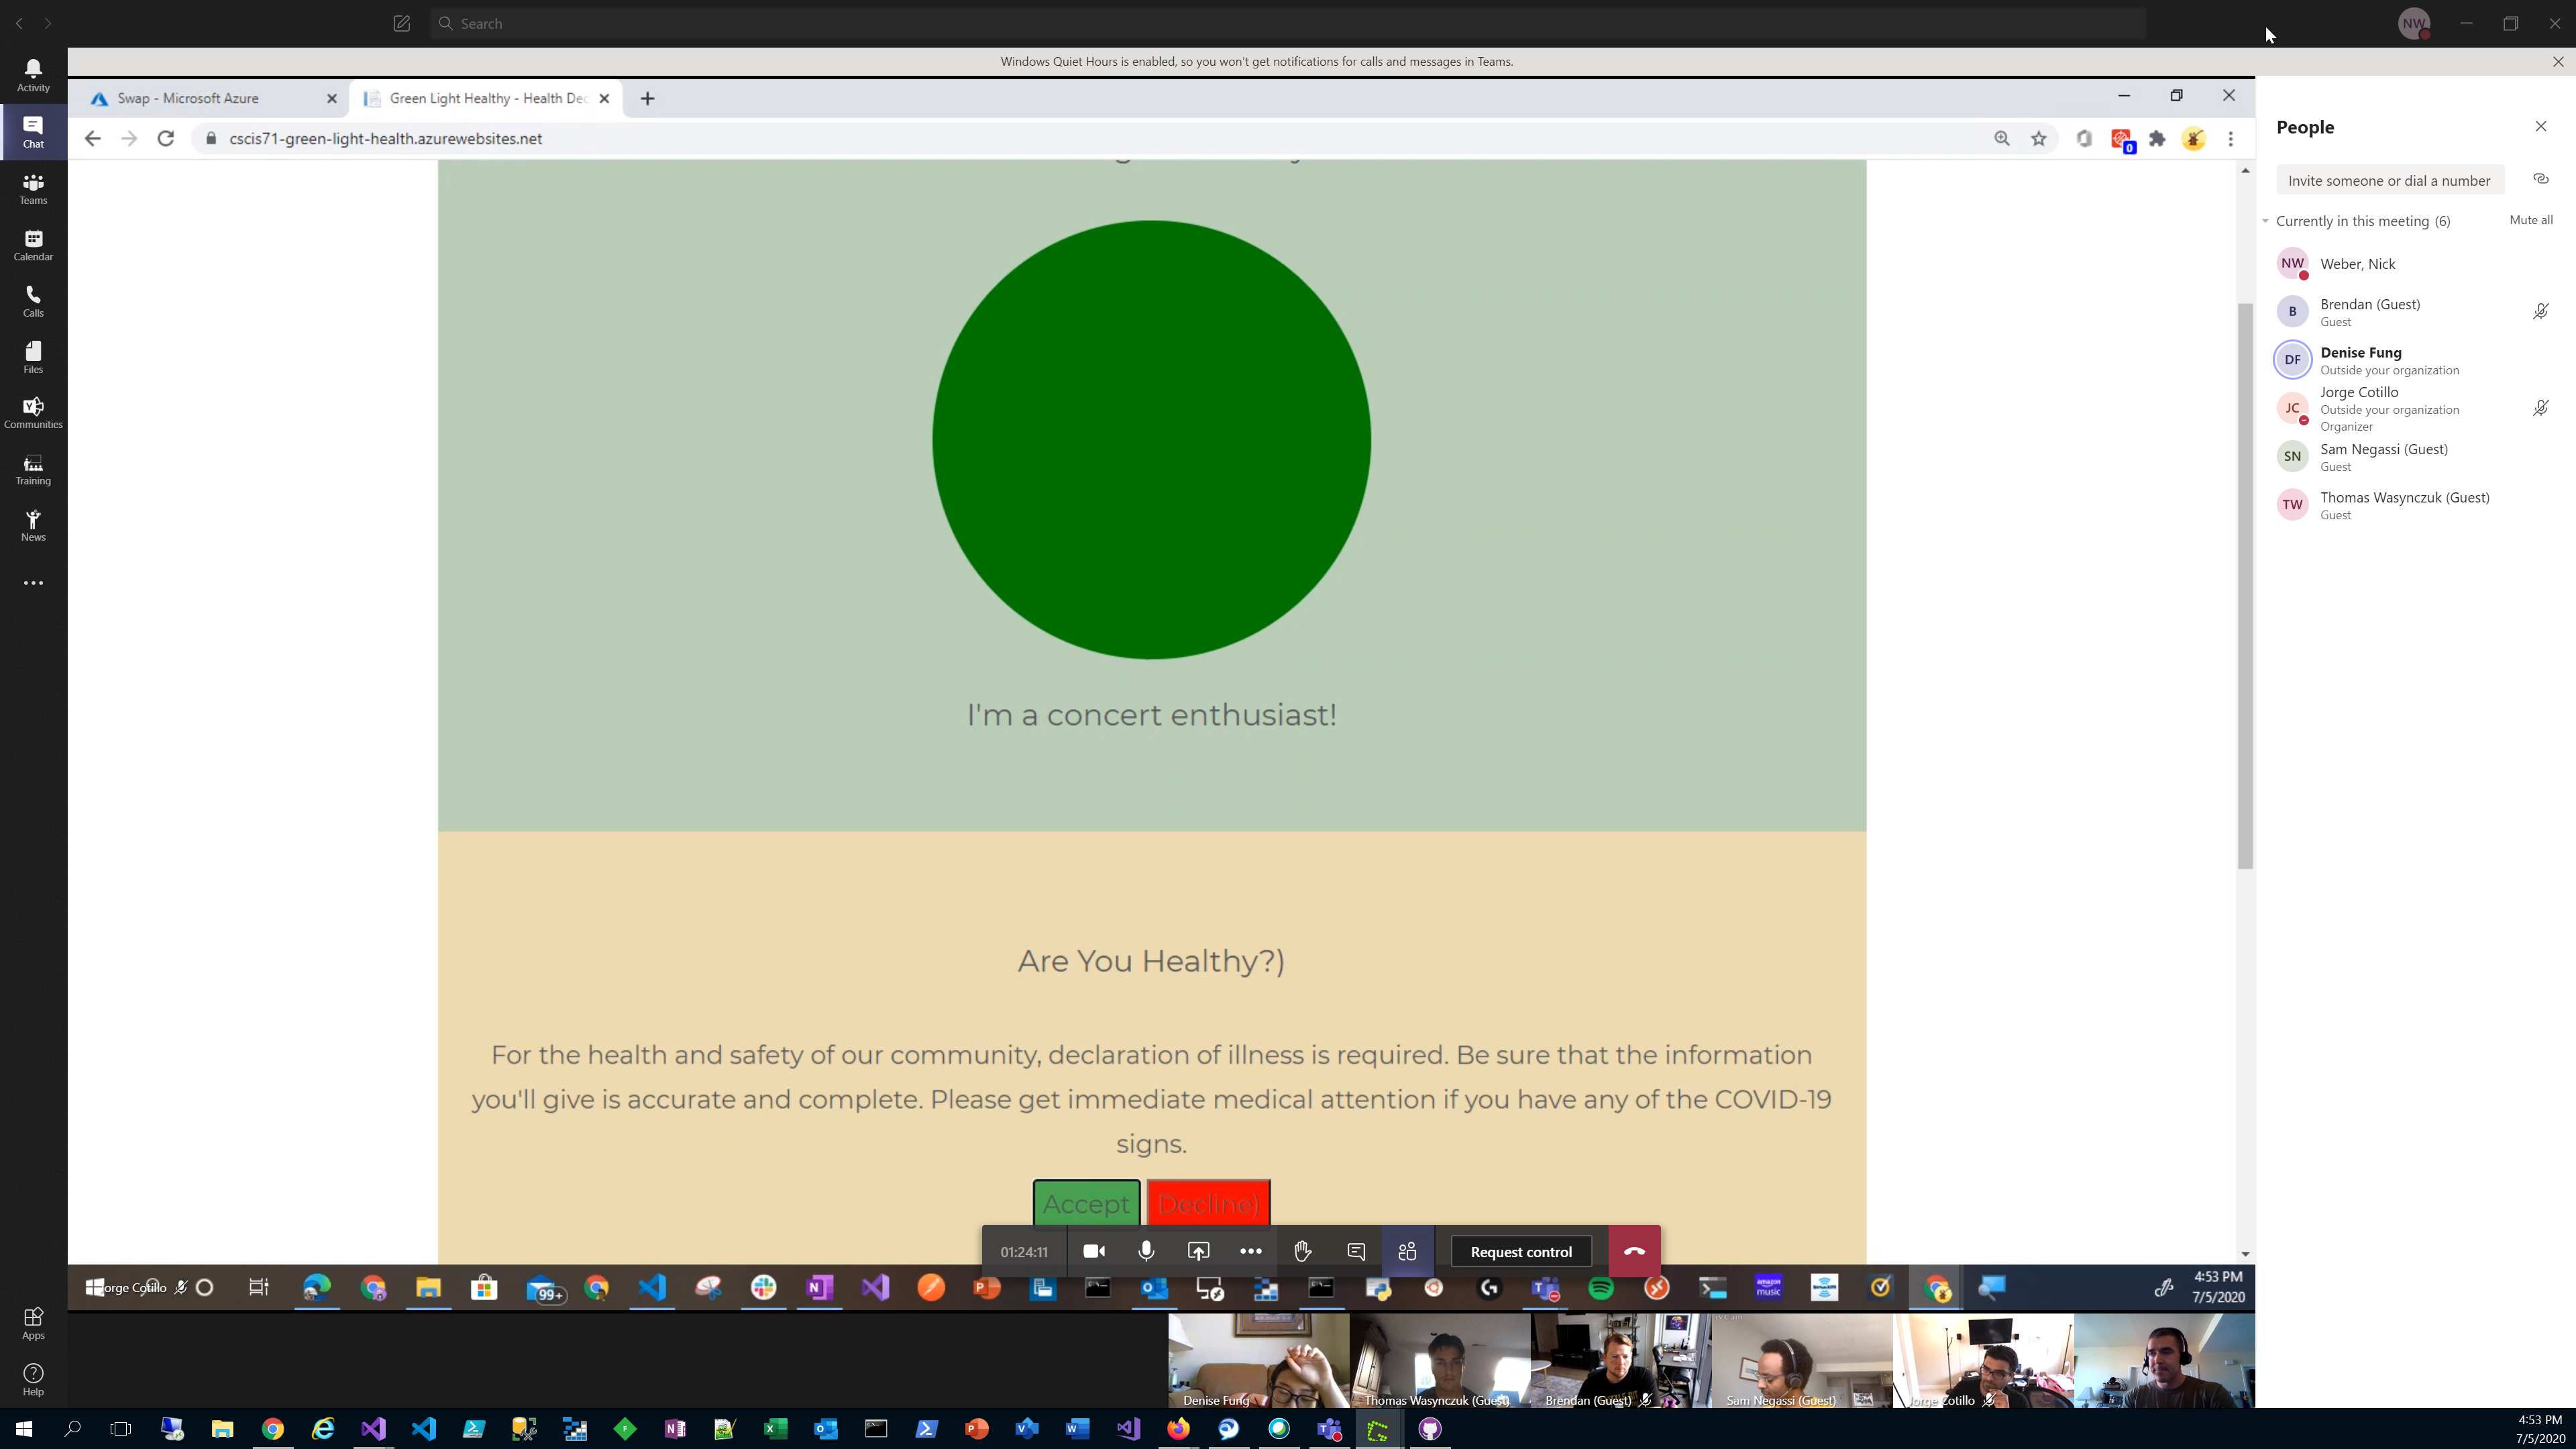 Search
NW
Windows Quiet Hours is enabled, so you won't get notifications for calls and messages in Teams.
Activity
Chat
Teams
Calendar
Calls
Files
Communities
Training
News
Apps
Help
Swap - Microsoft Azure
Green Light Healthy - Health Dec
cscis71-green-light-health.azurewebsites.net
0
I'm a concert enthusiast!
Are You Healthy?)
For the health and safety of our community, declaration of illness is required. Be sure that the information
you'll give is accurate and complete. Please get immediate medical attention if you have any of the COVID-19
signs.
Accept
Decline)
01:24:11
Request control
orge Cotillo
99+
amazon music
4:53 PM
7/5/2020
People
Invite someone or dial a number
Currently in this meeting (6)
Mute all
NW
Weber, Nick
B
Brendan (Guest)
Guest
DF
Denise Fung
Outside your organization
JC
Jorge Cotillo
Outside your organization
Organizer
SN
Sam Negassi (Guest)
Guest
TW
Thomas Wasynczuk (Guest)
Guest
Denise Fung
Thomas Wasynczuk (Guest)
Brendan (Guest)
Sam Negassi (Guest)
Jorge Cotillo
4:53 PM
7/5/2020